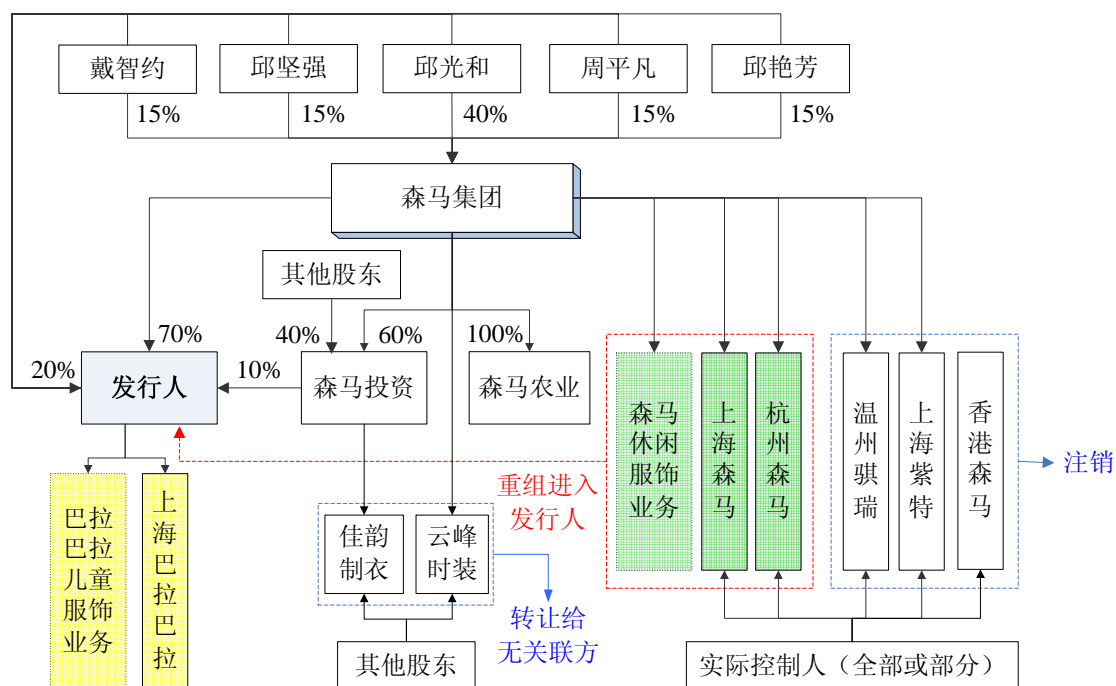 戴智约
邱坚强
邱光和
周平凡
邱艳芳
15%
15%
40%
15%
15%
森马集团
其他股东
70%
40%
60%
100%
20%
发行人
10%
森马投资
森马农业
森马
休闲
服饰
业务
上海森马
杭州森马
温州骐瑞
上海紫特
香港森马
注销
重组进入
发行人
巴拉
巴拉
儿童
服饰
业务
上海巴拉巴拉
佳韵
制衣
云峰
时装
转让给
无关联方
其他股东
实际控制人（全部或部分）